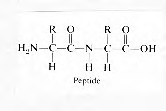 R O R O
H₂N–C–C–N–C–C–OH
H H H
Peptide